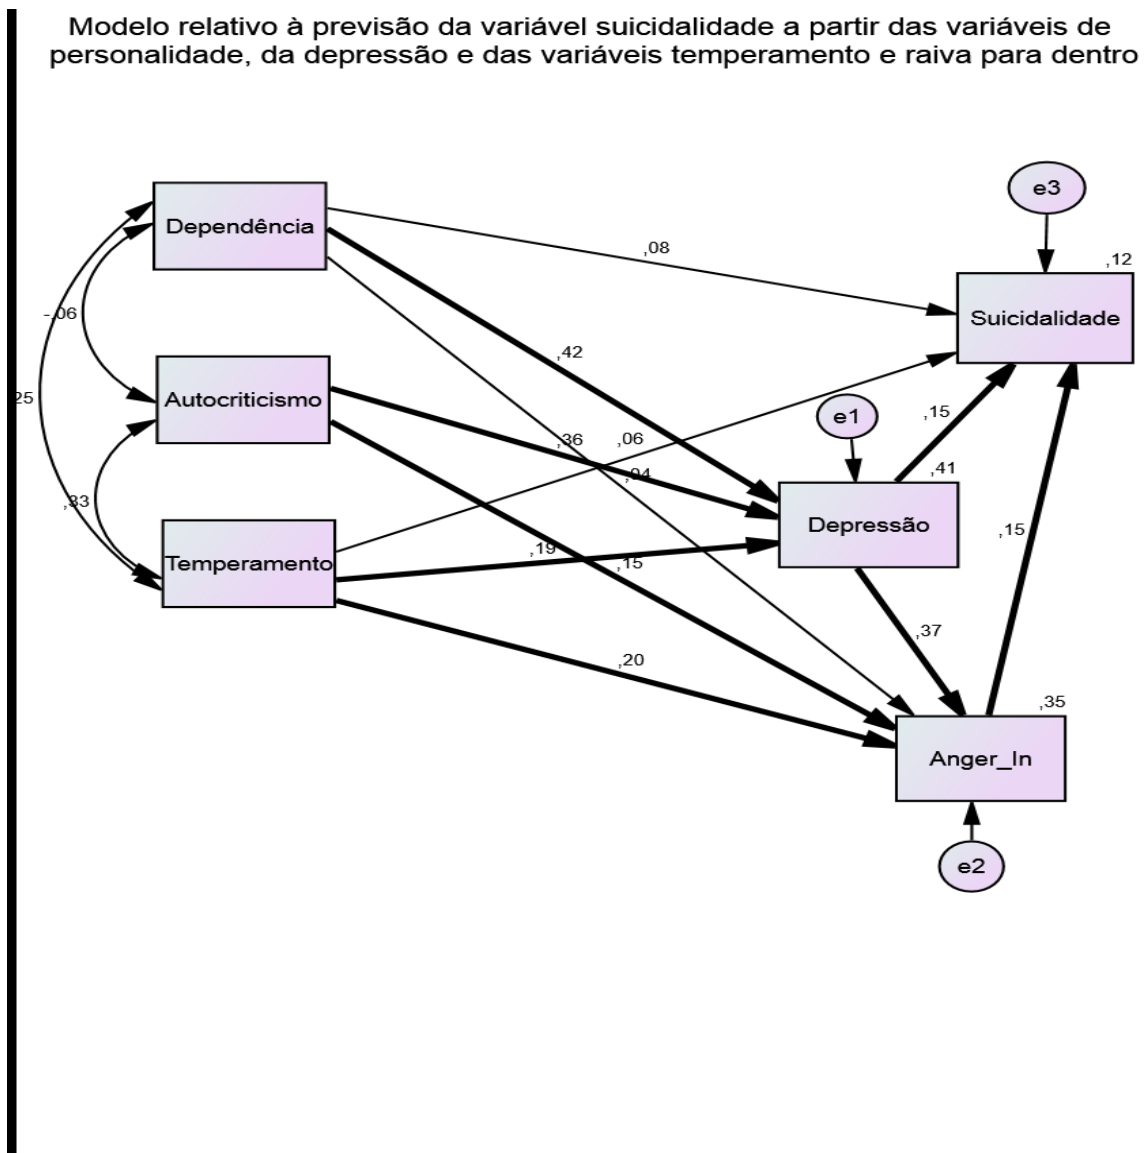 Modelo relativo à previsão da variável suicidalidade a partir das variáveis de
personalidade, da depressão e das variáveis temperamento e raiva para dentro
e3
,12
Dependência
,08
Suicidalidade
-,06
,42
25
Autocriticismo
e1
,15
,36
,06
,04
,41
,33
Depressão
Temperamento
,19
,15
,15
,37
,20
,35
Anger_In
e2